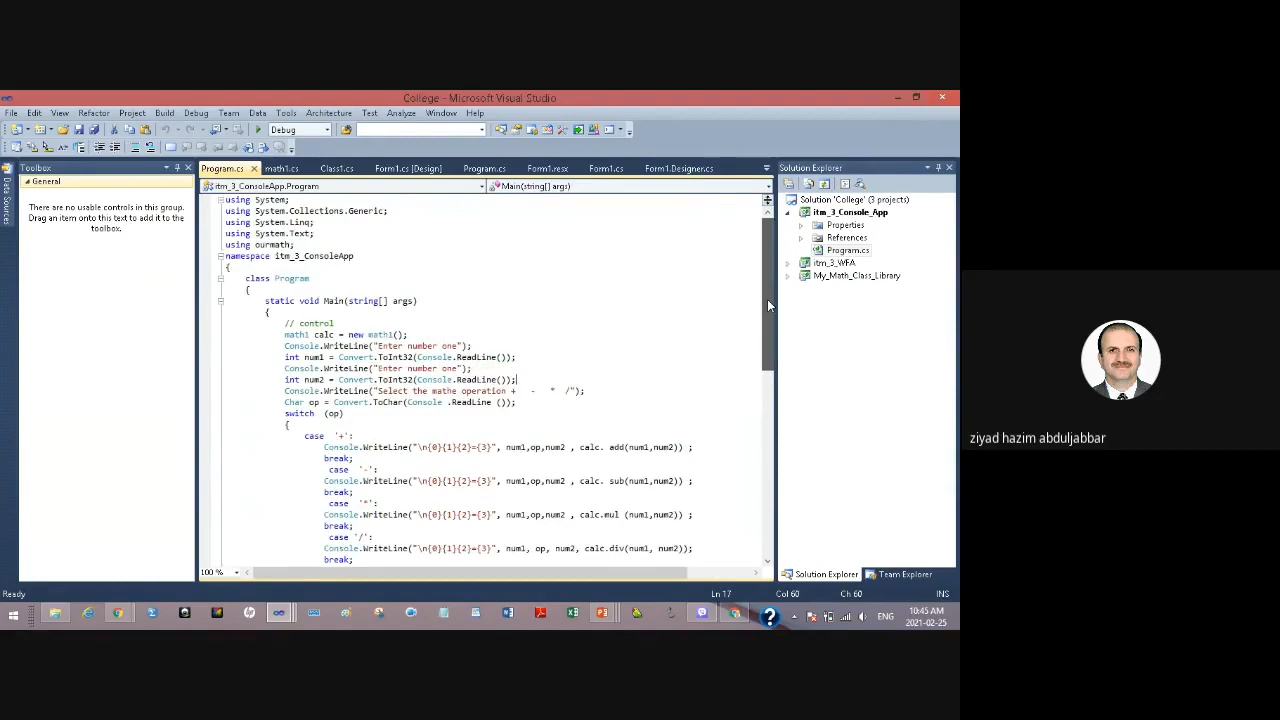 College - Microsoft Visual Studio
File Edit View Refactor Project Build Debug Team Data Tools Architecture Test Analyze Window Help
Debug
Data Sources
Toolbox
General
There are no usable controls in this group. Drag an item onto this text to add it to the toolbox.
Program.cs math1.cs Class1.cs Form1.cs [Design] Program.cs Form1.resx Form1.cs Form1.Designer.cs
itm_3_ConsoleApp.Program Main(string[] args)
using System;
using System.Collections.Generic;
using System.Linq;
using System.Text;
using ourmath;
namespace itm_3_ConsoleApp
{
class Program
{
static void Main(string[] args)
{
// control
math1 calc = new math1();
Console.WriteLine("Enter number one");
int num1 = Convert.ToInt32(Console.ReadLine());
Console.WriteLine("Enter number one");
int num2 = Convert.ToInt32(Console.ReadLine());
Console.WriteLine("Select the mathe operation + - * /");
Char op = Convert.ToChar(Console .ReadLine ());
switch (op)
{
case '+':
Console.WriteLine("\n{0}{1}{2}={3}", num1,op,num2 , calc. add(num1,num2)) ;
break;
case '-':
Console.WriteLine("\n{0}{1}{2}={3}", num1,op,num2 , calc. sub(num1,num2)) ;
break;
case '*':
Console.WriteLine("\n{0}{1}{2}={3}", num1,op,num2 , calc.mul (num1,num2)) ;
break;
case '/':
Console.WriteLine("\n{0}{1}{2}={3}", num1, op, num2, calc.div(num1, num2));
break;
100 %
Solution Explorer
Solution 'College' (3 projects)
itm_3_Console_App
Properties
References
Program.cs
itm_3_WFA
My_Math_Class_Library
Solution Explorer Team Explorer
Ready Ln 17 Col 60 Ch 60 INS
ENG
10:45 AM
2021-02-25
ziyad hazim abduljabbar